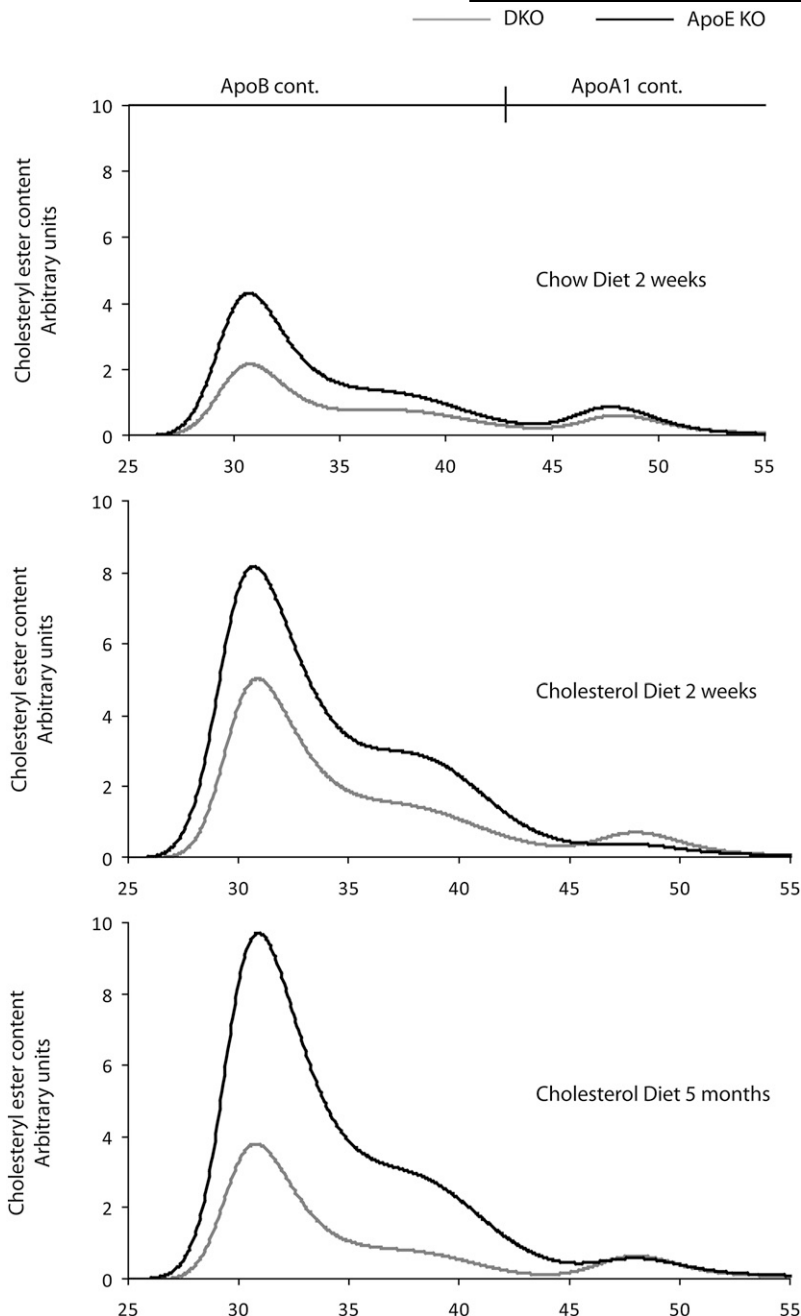 DKO ApoE KO
ApoB cont. ApoA1 cont.
10
8
6
4
2
0
Cholesteryl ester content
Arbitrary units
Chow Diet 2 weeks
25 30 35 40 45 50 55
10
8
6
4
2
0
Cholesteryl ester content
Arbitrary units
Cholesterol Diet 2 weeks
25 30 35 40 45 50 55
10
8
6
4
2
0
Cholesteryl ester content
Arbitrary units
Cholesterol Diet 5 months
25 30 35 40 45 50 55